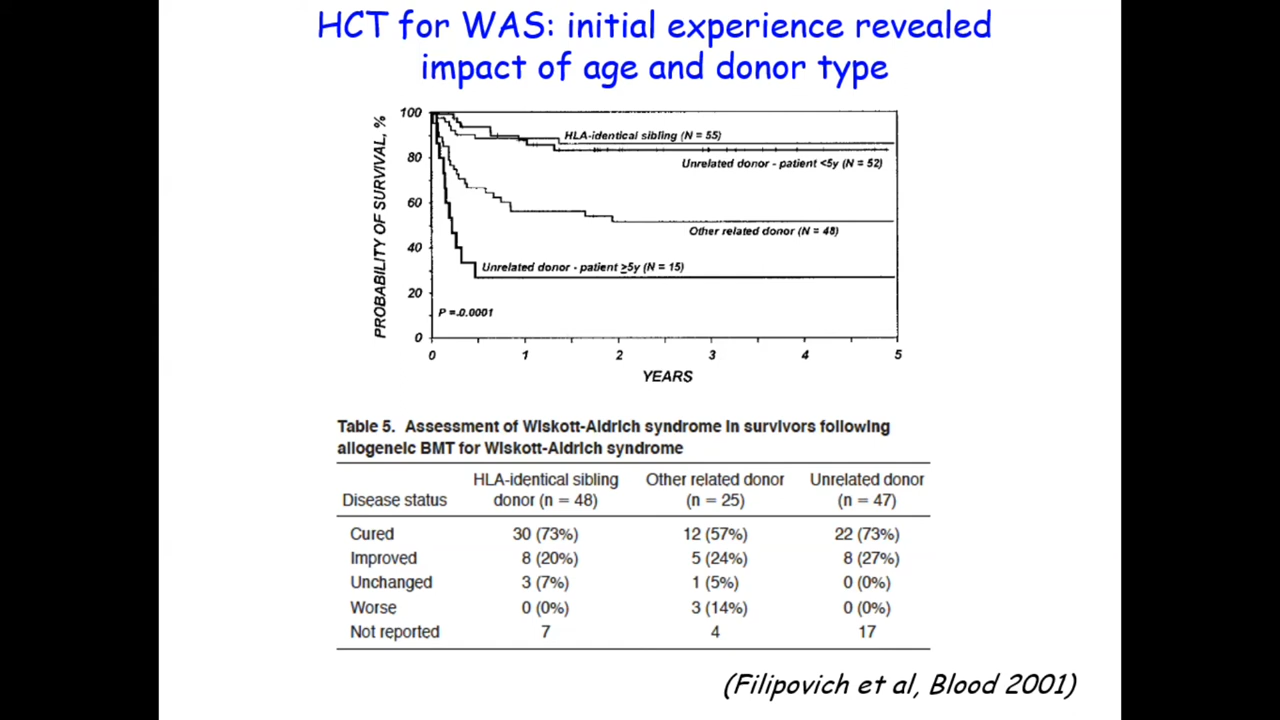 HCT for WAS: initial experience revealed
impact of age and donor type
PROBABILITY OF SURVIVAL, %
100
80
60
40
20
0
HLA-identical sibling (N = 55)
Unrelated donor - patient <5y (N = 52)
Other related donor (N = 48)
Unrelated donor - patient ≥5y (N = 15)
P =.0.0001
0 1 2 3 4 5
YEARS
Table 5. Assessment of Wiskott-Aldrich syndrome in survivors following
allogeneic BMT for Wiskott-Aldrich syndrome
HLA-identical sibling Other related donor Unrelated donor
Disease status donor (n = 48) (n = 25) (n = 47)
Cured 30 (73%) 12 (57%) 22 (73%)
Improved 8 (20%) 5 (24%) 8 (27%)
Unchanged 3 (7%) 1 (5%) 0 (0%)
Worse 0 (0%) 3 (14%) 0 (0%)
Not reported 7 4 17
(Filipovich et al, Blood 2001)